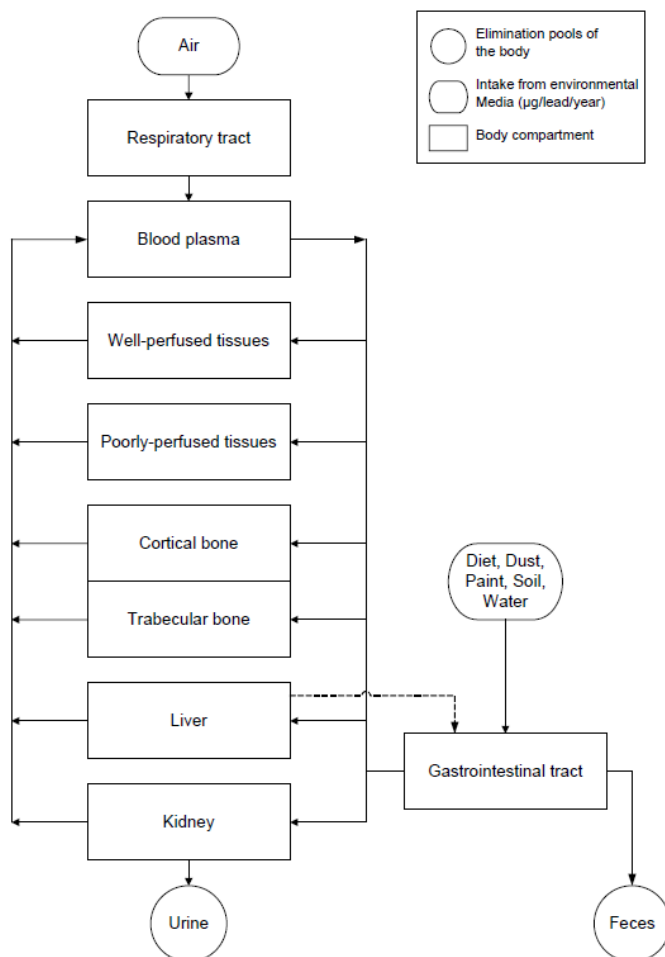 Air
Elimination pools of
the body
Intake from environmental
Media (µg/lead/year)
Body compartment
Respiratory tract
Blood plasma
Well-perfused tissues
Poorly-perfused tissues
Cortical bone
Trabecular bone
Diet, Dust,
Paint, Soil,
Water
Liver
Gastrointestinal tract
Kidney
Urine
Feces